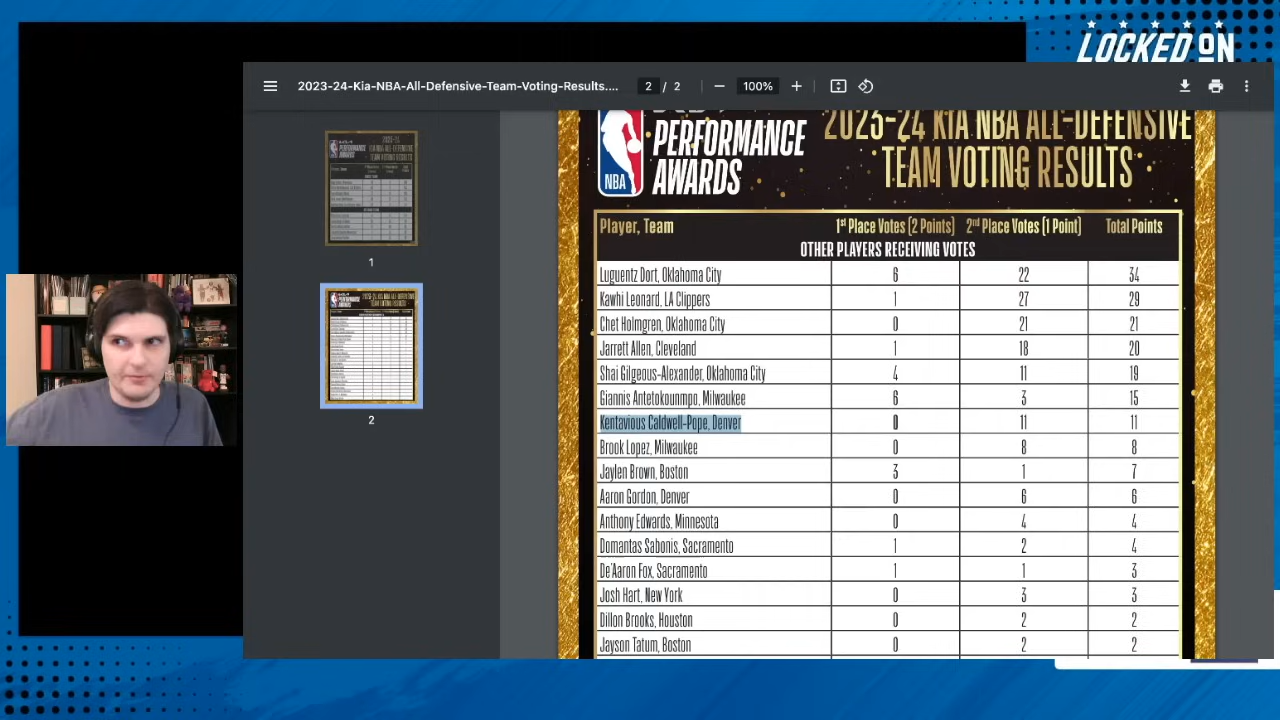 LOCKED ON
2023-24-Kia-NBA-All-Defensive-Team-Voting-Results....
2 / 2
100%
1
2
NBA
PERFORMANCE
AWARDS
2023-24 KIA NBA ALL-DEFENSIVE
TEAM VOTING RESULTS
Player, Team 1st Place Votes (2 Points) 2nd Place Votes (1 Point) Total Points
OTHER PLAYERS RECEIVING VOTES
Luguentz Dort, Oklahoma City 6 22 34
Kawhi Leonard, LA Clippers 1 27 29
Chet Holmgren, Oklahoma City 0 21 21
Jarrett Allen, Cleveland 1 18 20
Shai Gilgeous-Alexander, Oklahoma City 4 11 19
Giannis Antetokounmpo, Milwaukee 6 3 15
Kentavious Caldwell-Pope, Denver 0 11 11
Brook Lopez, Milwaukee 0 8 8
Jaylen Brown, Boston 3 1 7
Aaron Gordon, Denver 0 6 6
Anthony Edwards, Minnesota 0 4 4
Domantas Sabonis, Sacramento 1 2 4
De'Aaron Fox, Sacramento 1 1 3
Josh Hart, New York 0 3 3
Dillon Brooks, Houston 0 2 2
Jayson Tatum, Boston 0 2 2